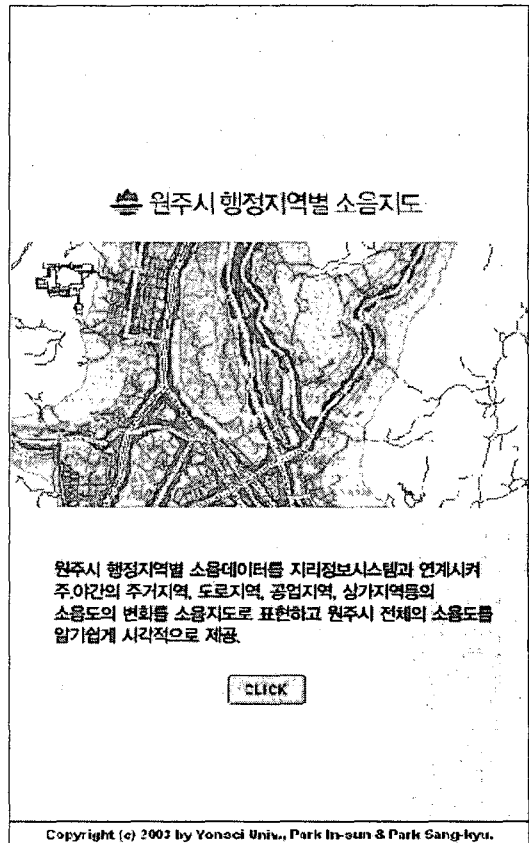 원주시 행정지역별 소음지도
원주시 행정지역별 소음데이터를 지리정보시스템과 연계시켜
주.야간의 주거지역, 도로지역, 공업지역, 상가지역등의
소음도의 변화를 소음지도로 표현하고 원주시 전체의 소음도를
알기쉽게 시각적으로 제공.
CLICK
Copyright (c) 2003 by Yonsei Univ., Park In-sun & Park Sang-kyu.